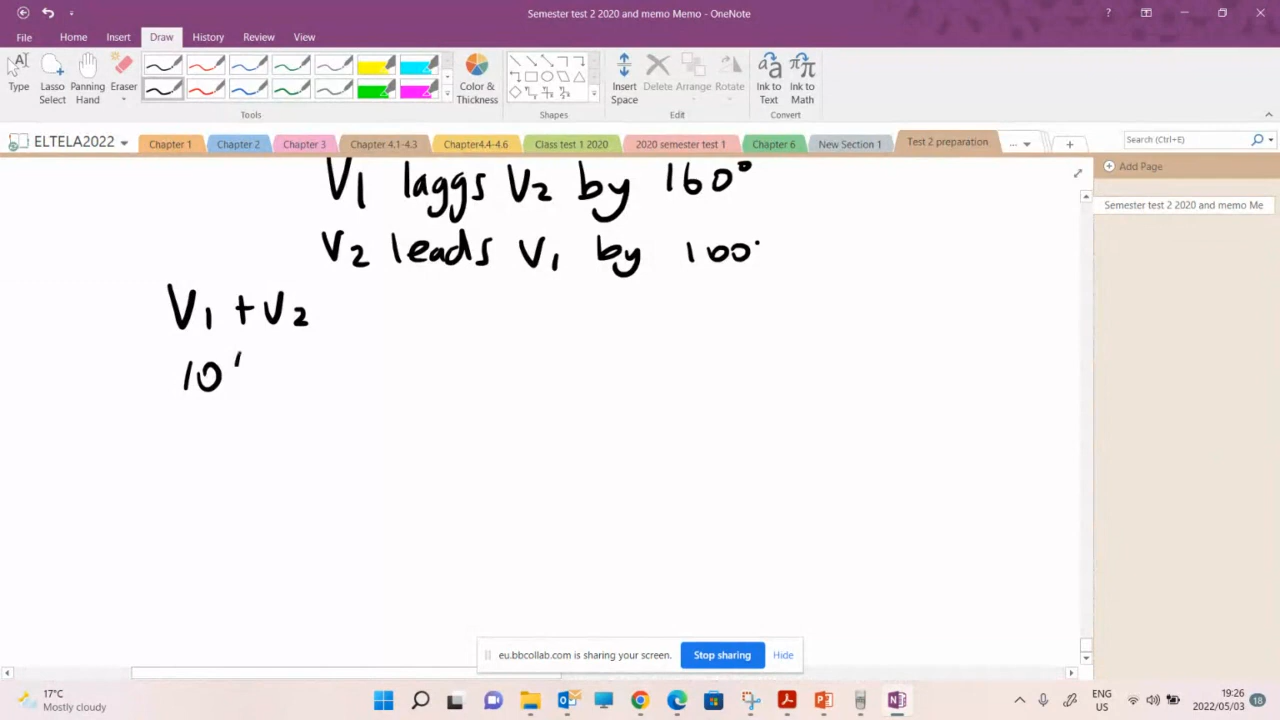 Semester test 2 2020 and memo Memo - OneNote
File Home Insert Draw History Review View
Type Lasso Select Panning Hand Eraser Color & Thickness Insert Space Delete Arrange Rotate Ink to Text Ink to Math
Tools Shapes Edit Convert
ELTELA2022 Chapter 1 Chapter 2 Chapter 3 Chapter 4.1-4.3 Chapter4.4-4.6 Class test 1 2020 2020 semester test 1 Chapter 6 New Section 1 Test 2 preparation ... + Search (Ctrl+E)
Add Page
Semester test 2 2020 and memo Me
V1 laggs V2 by 160°
V2 leads V1 by 100°
V1 + V2
10
eu.bbcollab.com is sharing your screen. Stop sharing Hide
17°C
Mostly cloudy
ENG
US
19:26
2022/05/03
18